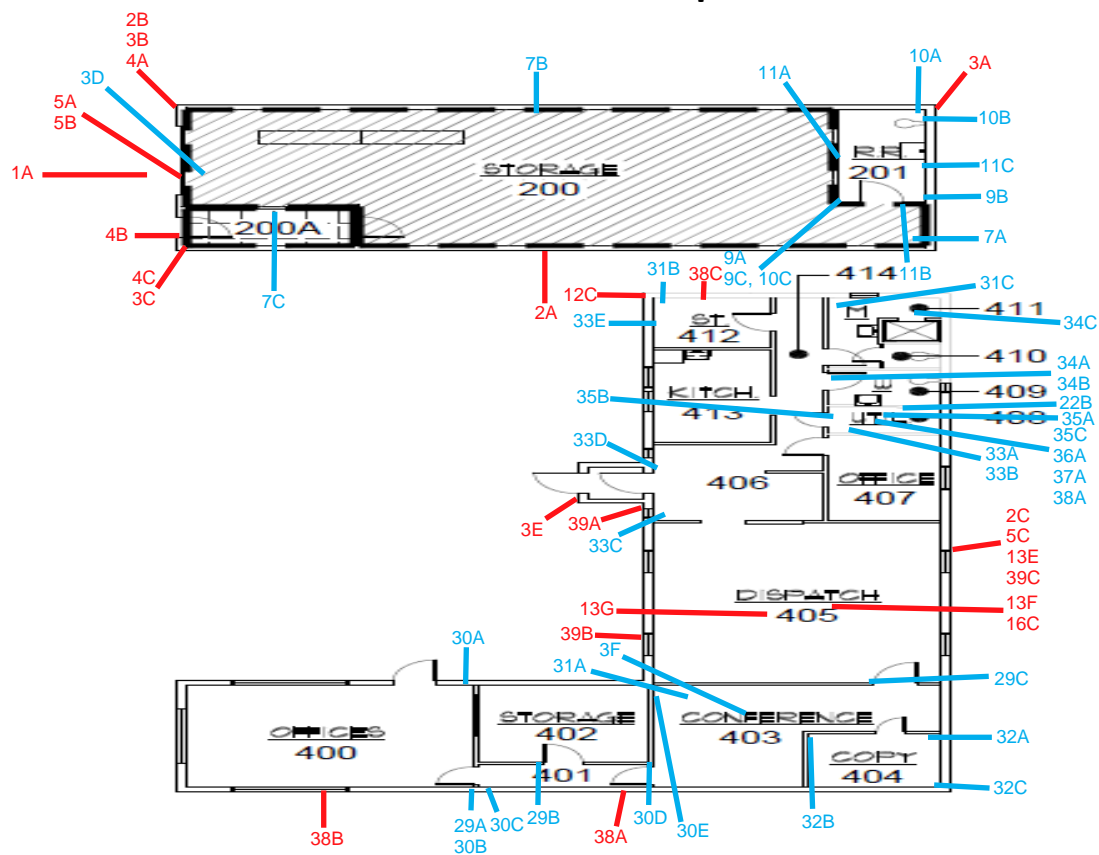 2B
3B
4A
3D
7B
10A
3A
11A
5A
5B
10B
R.R.
201
11C
1A
STORAGE
200
9B
200A
4B
7A
4C
3C
7C
9A
9C, 10C
11B
2A
31B
38C
414
31C
12C
M
411
34C
33E
ST.
412
410
34A
34B
KITCH.
413
409
22B
35B
35A
35C
33D
33A
33B
36A
37A
38A
406
OFFICE
407
3E
39A
33C
2C
5C
13E
39C
DISPATCH
405
13G
13F
16C
39B
30A
3F
31A
29C
OFFICES
400
STORAGE
402
CONFERENCE
403
32A
COPY
404
401
32C
38B
29A
30B
30C
29B
38A
30D
30E
32B